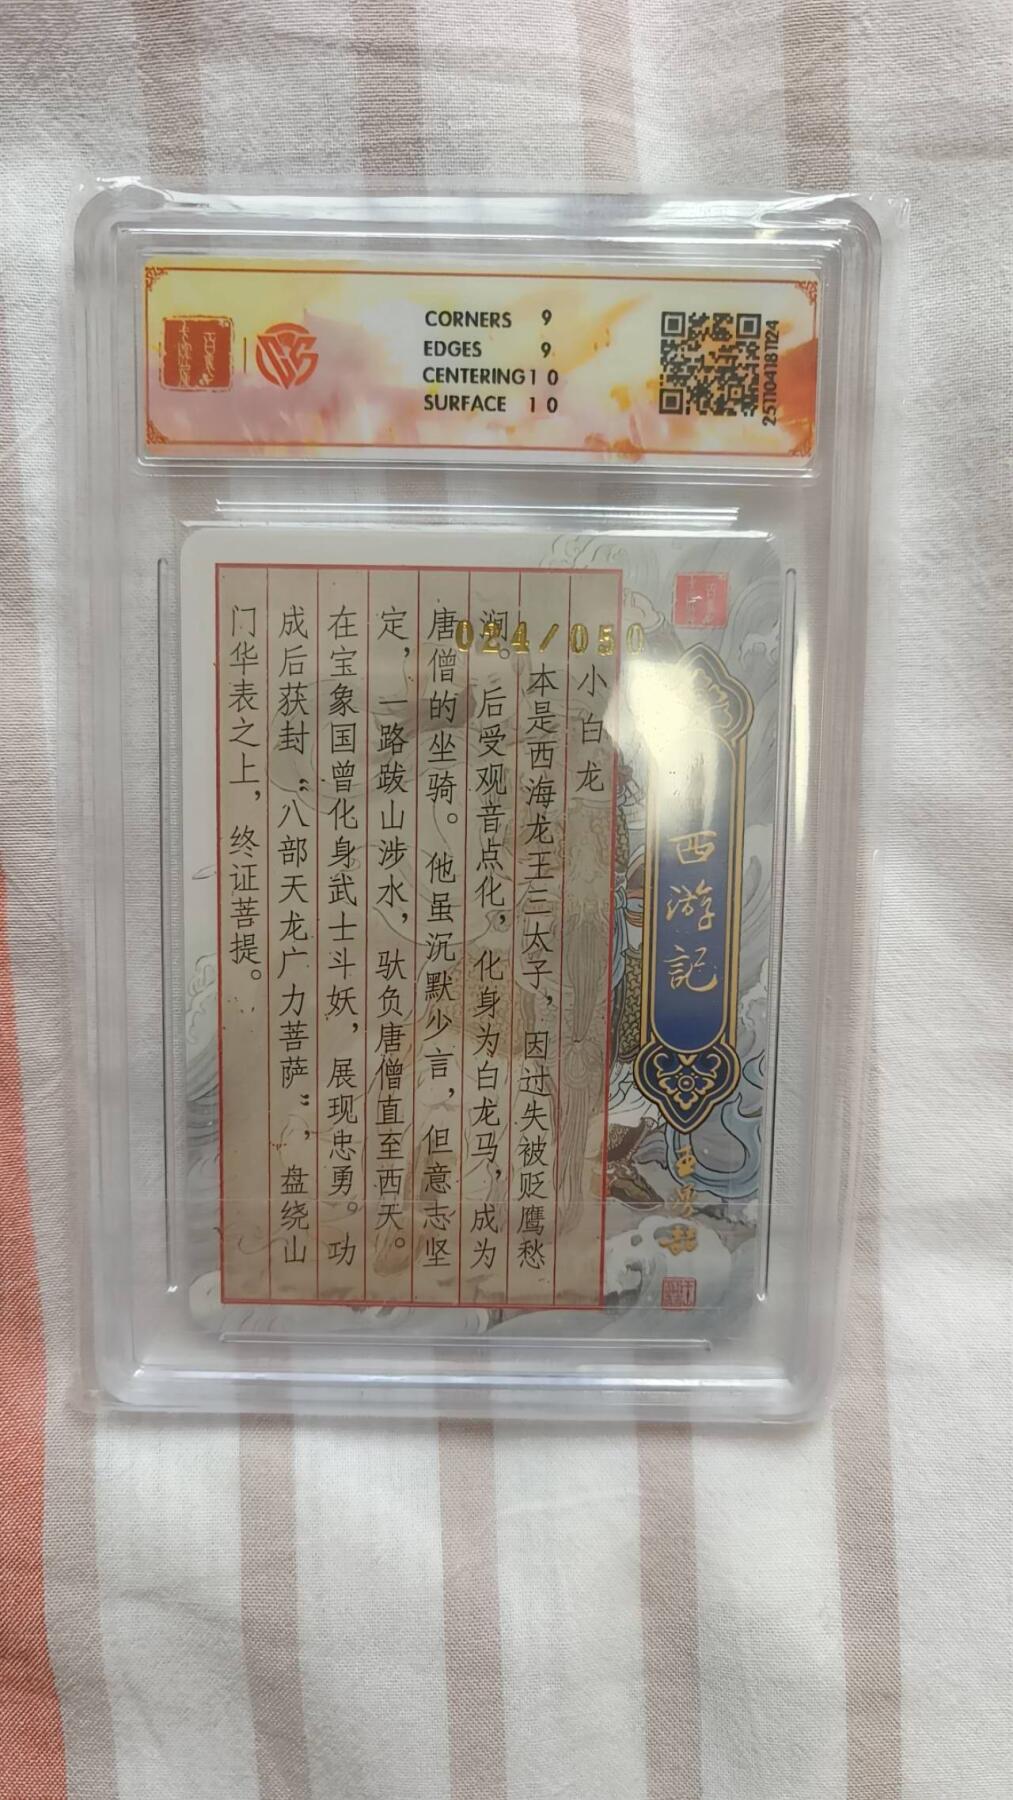 CORNERS 9
EDGES 9
CENTERING 10
SURFACE 10
251104181124
024/050
小白龙
本是西海龙王三太子，因过失被贬鹰愁
涧。后受观音点化，化身为白龙马，成为
唐僧的坐骑。他虽沉默少言，但意志坚
定，一路跋山涉水，驮负唐僧直至西天。
在宝象国曾化身武士斗妖，展现忠勇。功
成后获封“八部天龙广力菩萨”，盘绕山
门华表之上，终证菩提。
西游記